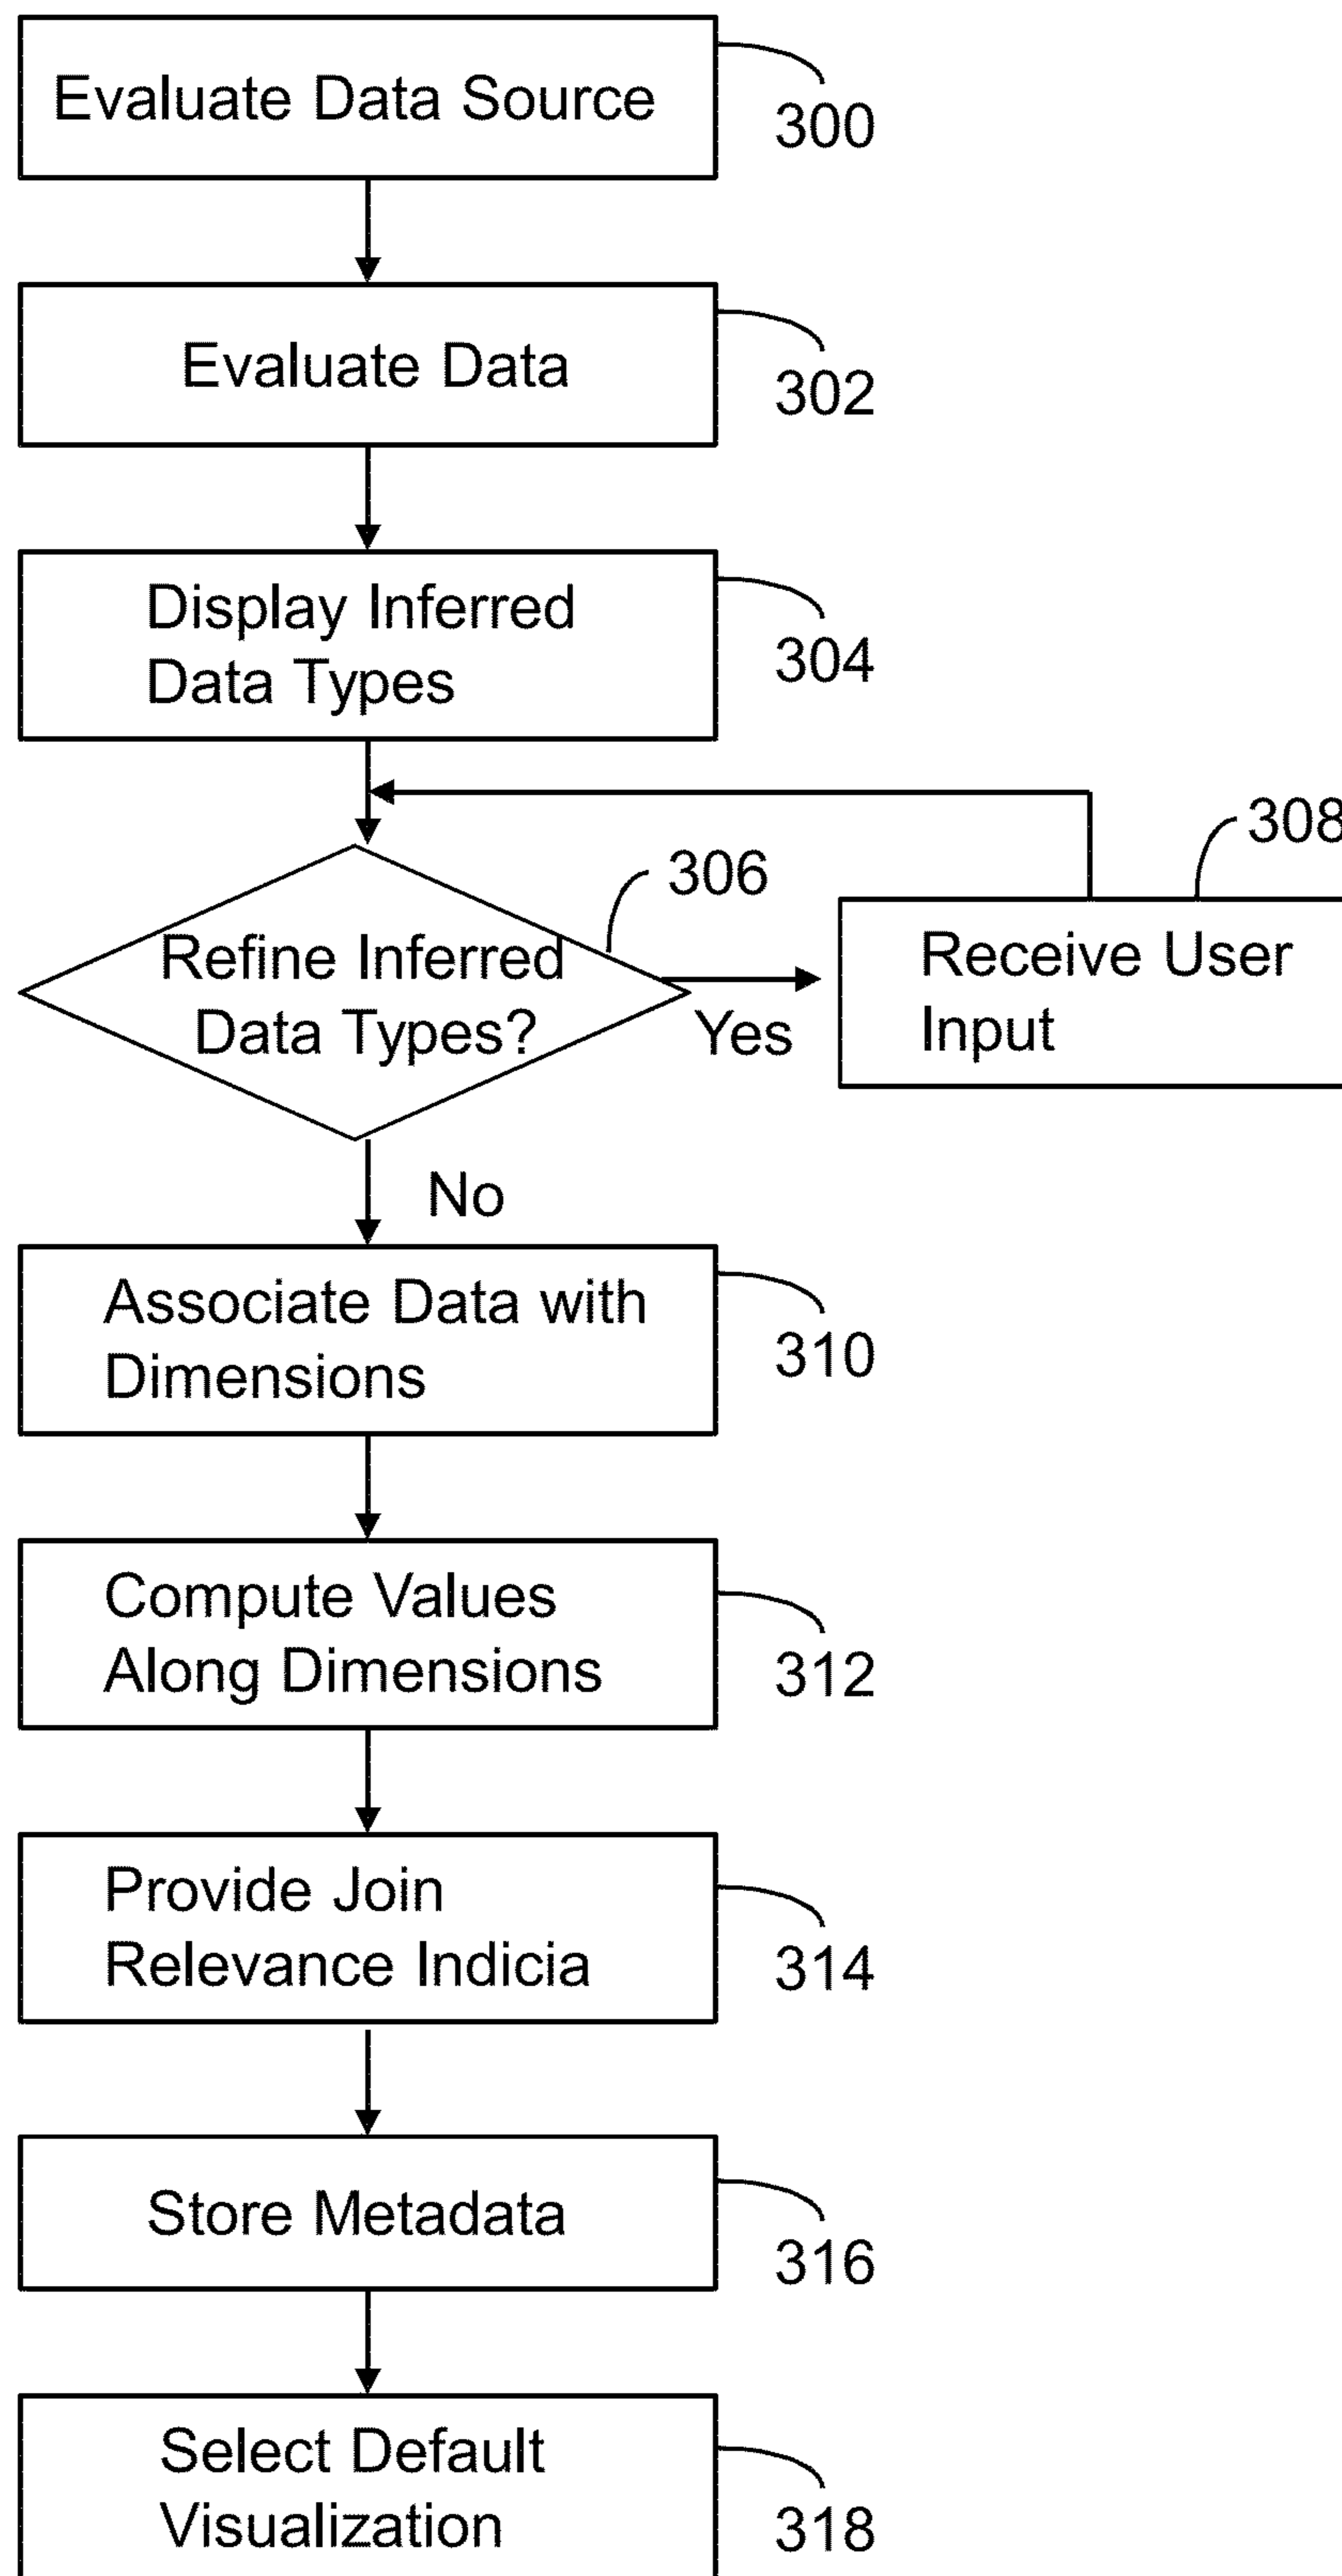 Evaluate Data Source
300
Evaluate Data
302
Display Inferred
Data Types
304
308
306
Refine Inferred
Data Types?
Yes
Receive User
Input
No
Associate Data with
Dimensions
310
Compute Values
Along Dimensions
312
Provide Join
Relevance Indicia
314
Store Metadata
316
Select Default
Visualization
318